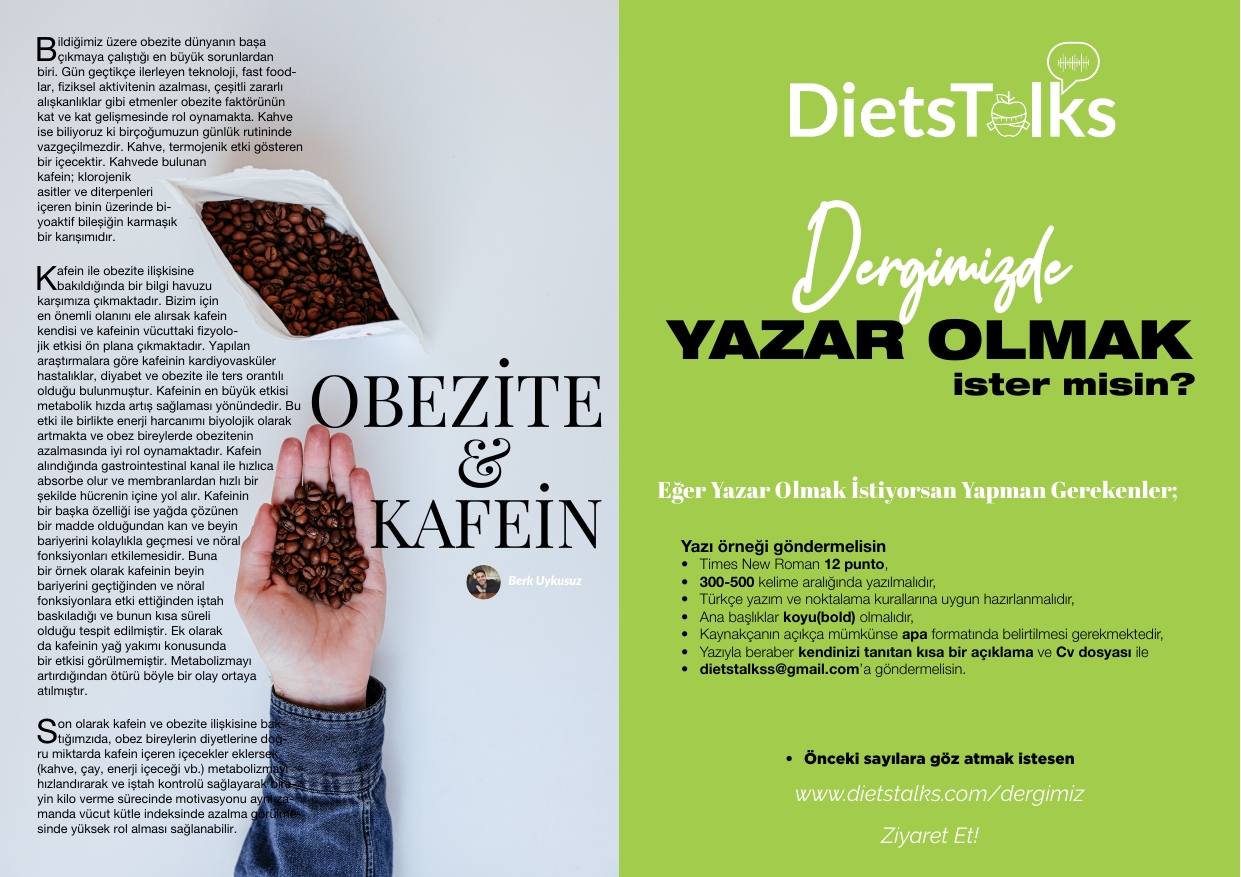 Bildiğimiz üzere obezite dünyanın başa
çıkmaya çalıştığı en büyük sorunlardan
biri. Gün geçtikçe ilerleyen teknoloji, fast food-
lar, fiziksel aktivitenin azalması, çeşitli zararlı
alışkanlıklar gibi etmenler obezite faktörünün
kat ve kat gelişmesinde rol oynamakta. Kahve
ise biliyoruz ki birçoğumuzun günlük rutininde
vazgeçilmezdir. Kahve, termojenik etki gösteren
bir içecektir. Kahvede bulunan
kafein; klorojenik
asitler ve diterpenleri
içeren binin üzerinde bi-
yoaktif bileşiğin karmaşık
bir karışımıdır.
Kafein ile obezite ilişkisine
bakıldığında bir bilgi havuzu
karşımıza çıkmaktadır. Bizim için
en önemli olanını ele alırsak kafein
kendisi ve kafeinin vücuttaki fizyolo-
jik etkisi ön plana çıkmaktadır. Yapılan
araştırmalara göre kafeinin kardiyovasküler
hastalıklar, diyabet ve obezite ile ters orantılı
olduğu bulunmuştur. Kafeinin en büyük etkisi
metabolik hızda artış sağlaması yönündedir. Bu
etki ile birlikte enerji harcanımı biyolojik olarak
artmakta ve obez bireylerde obezitenin
azalmasında iyi rol oynamaktadır. Kafein
alındığında gastrointestinal kanal ile hızlıca
absorbe olur ve membranlardan hızlı bir
şekilde hücrenin içine yol alır. Kafeinin
bir başka özelliği ise yağda çözünen
bir madde olduğundan kan ve beyin
bariyerini kolaylıkla geçmesi ve nöral
fonksiyonları etkilemesidir. Buna
bir örnek olarak kafeinin beyin
bariyerini geçtiğinden ve nöral
fonksiyonlara etki ettiğinden iştah
baskıladığı ve bunun kısa süreli
olduğu tespit edilmiştir. Ek olarak
da kafeinin yağ yakımı konusunda
bir etkisi görülmemiştir. Metabolizmayı
artırdığından ötürü böyle bir olay ortaya
atılmıştır.
Son olarak kafein ve obezite ilişkisine bak-
tığımzıda, obez bireylerin diyetlerine doğ-
ru miktarda kafein içeren içecekler eklersek
(kahve, çay, enerji içeceği vb.) metabolizmayı
hızlandırarak ve iştah kontrolü sağlayarak bire-
yin kilo verme sürecinde motivasyonu aynı za-
manda vücut kütle indeksinde azalma görülme-
sinde yüksek rol alması sağlanabilir.
OBEZİTE
&
KAFEİN
Berk Uykusuz
DietsTalks
Dergimizde
YAZAR OLMAK
ister misin?
Eğer Yazar Olmak İstiyorsan Yapman Gerekenler;
Yazı örneği göndermelisin
• Times New Roman 12 punto,
• 300-500 kelime aralığında yazılmalıdır,
• Türkçe yazım ve noktalama kurallarına uygun hazırlanmalıdır,
• Ana başlıklar koyu(bold) olmalıdır,
• Kaynakçanın açıkça mümkünse apa formatında belirtilmesi gerekmektedir,
• Yazıyla beraber kendinizi tanıtan kısa bir açıklama ve Cv dosyası ile
• dietstalkss@gmail.com'a göndermelisin.
• Önceki sayılara göz atmak istesen
www.dietstalks.com/dergimiz
Ziyaret Et!